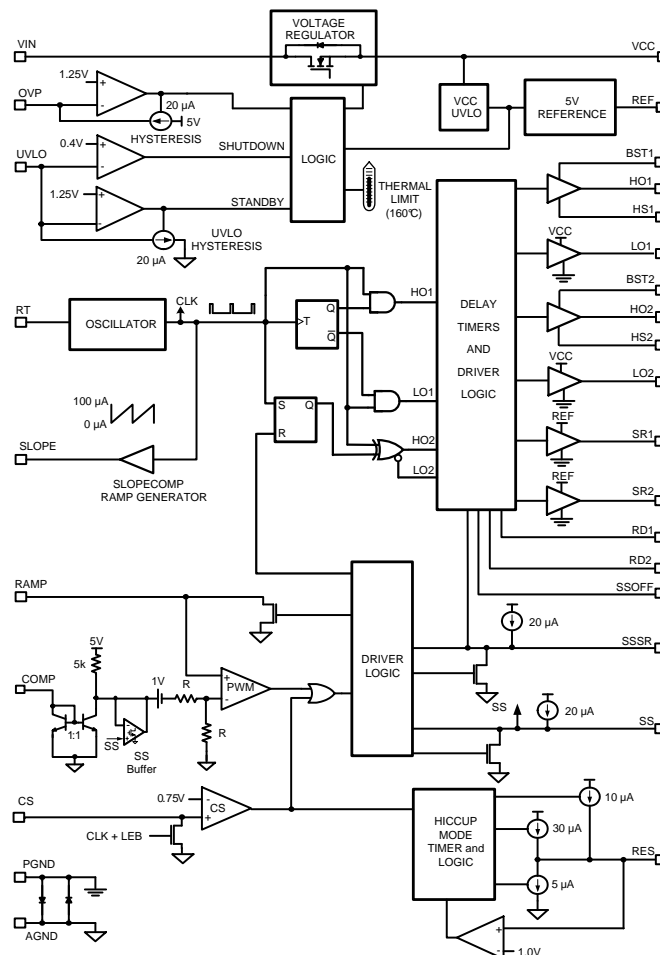 VOLTAGE
REGULATOR
VIN
VCC
1.25V
OVP
20 µA
5V
HYSTERESIS
VCC
UVLO
5V
REFERENCE
REF
0.4V
UVLO
SHUTDOWN
LOGIC
1.25V
STANDBY
THERMAL
LIMIT
(160°C)
UVLO
HYSTERESIS
20 µA
BST1
HO1
HS1
VCC
LO1
BST2
HO2
HS2
VCC
LO2
REF
SR1
REF
SR2
RD1
RD2
SSOFF
RT
OSCILLATOR
CLK
>T
Q
Q
HO1
LO1
HO2
LO2
DELAY
TIMERS
AND
DRIVER
LOGIC
S
Q
R
100 µA
0 µA
SLOPE
SLOPECOMP
RAMP GENERATOR
RAMP
5V
5k
COMP
1:1
SS
SS
Buffer
1V
R
R
PWM
DRIVER
LOGIC
20 µA
SSSR
SS
20 µA
SS
0.75V
CS
CS
CLK + LEB
HICCUP
MODE
TIMER and
LOGIC
10 µA
30 µA
RES
5 µA
1.0V
PGND
AGND